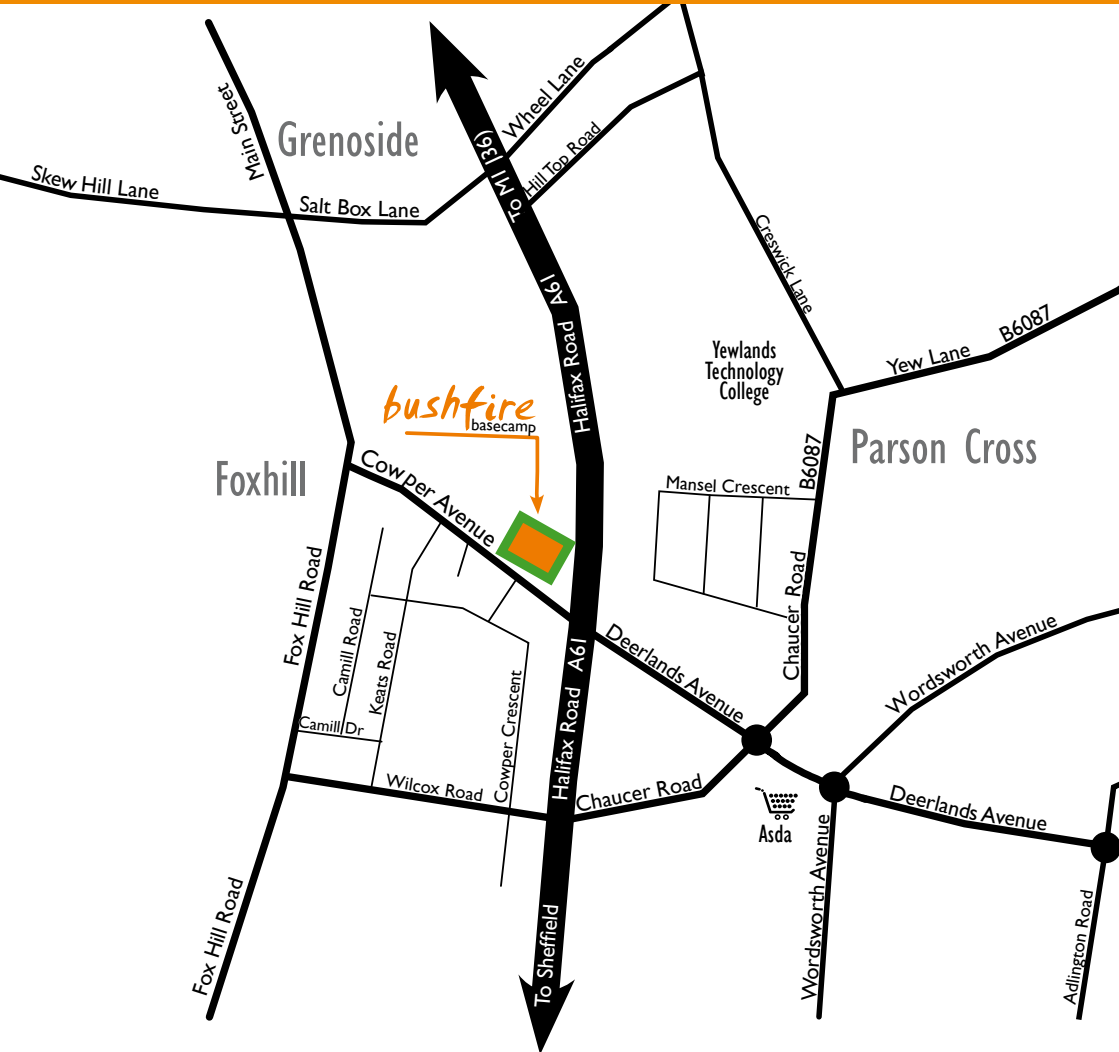 Main Street
Grenoside
Wheel Lane
To M1 J36)
Hill Top Road
Skew Hill Lane
Salt Box Lane
Creswick Lane
Halifax Road A61
B6087
Yew Lane
Yewlands
Technology
College
bushfire
basecamp
Parson Cross
B6087
Foxhill
Cowper Avenue
Mansel Crescent
Fox Hill Road
Camill Road
Keats Road
Chaucer Road
Wordsworth Avenue
Deerlands Avenue
Halifax Road A61
Cowper Crescent
Camill Dr
Wilcox Road
Chaucer Road
Asda
Deerlands Avenue
Wordsworth Avenue
Fox Hill Road
To Sheffield
Adlington Road